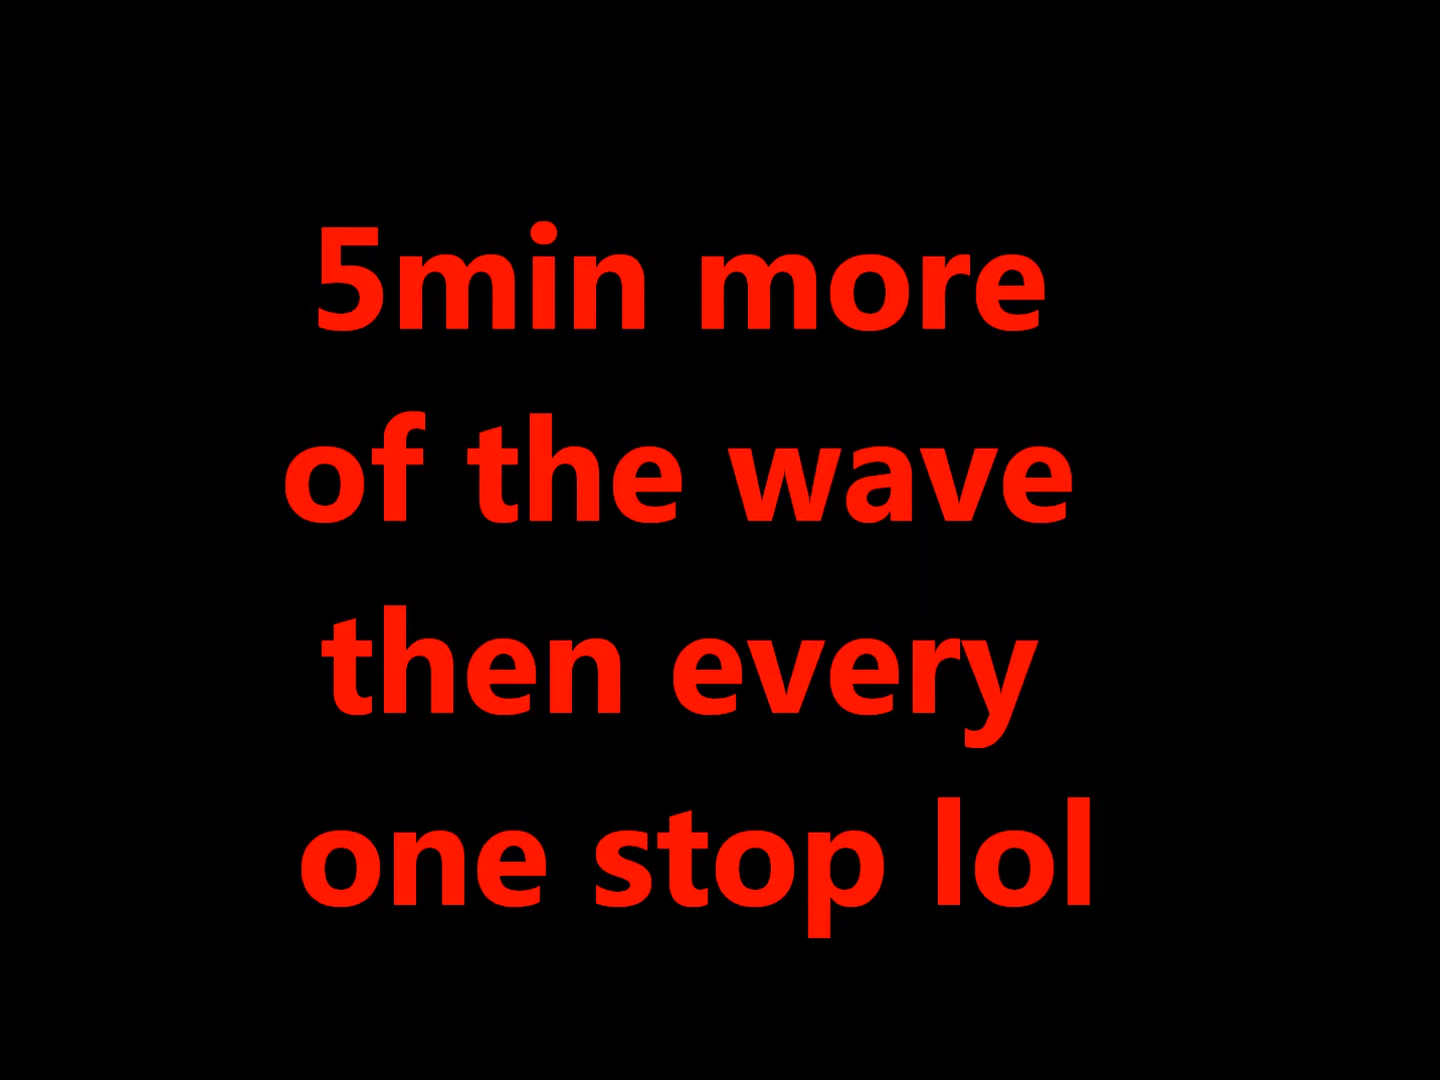 5min more
of the wave
then every
one stop lol